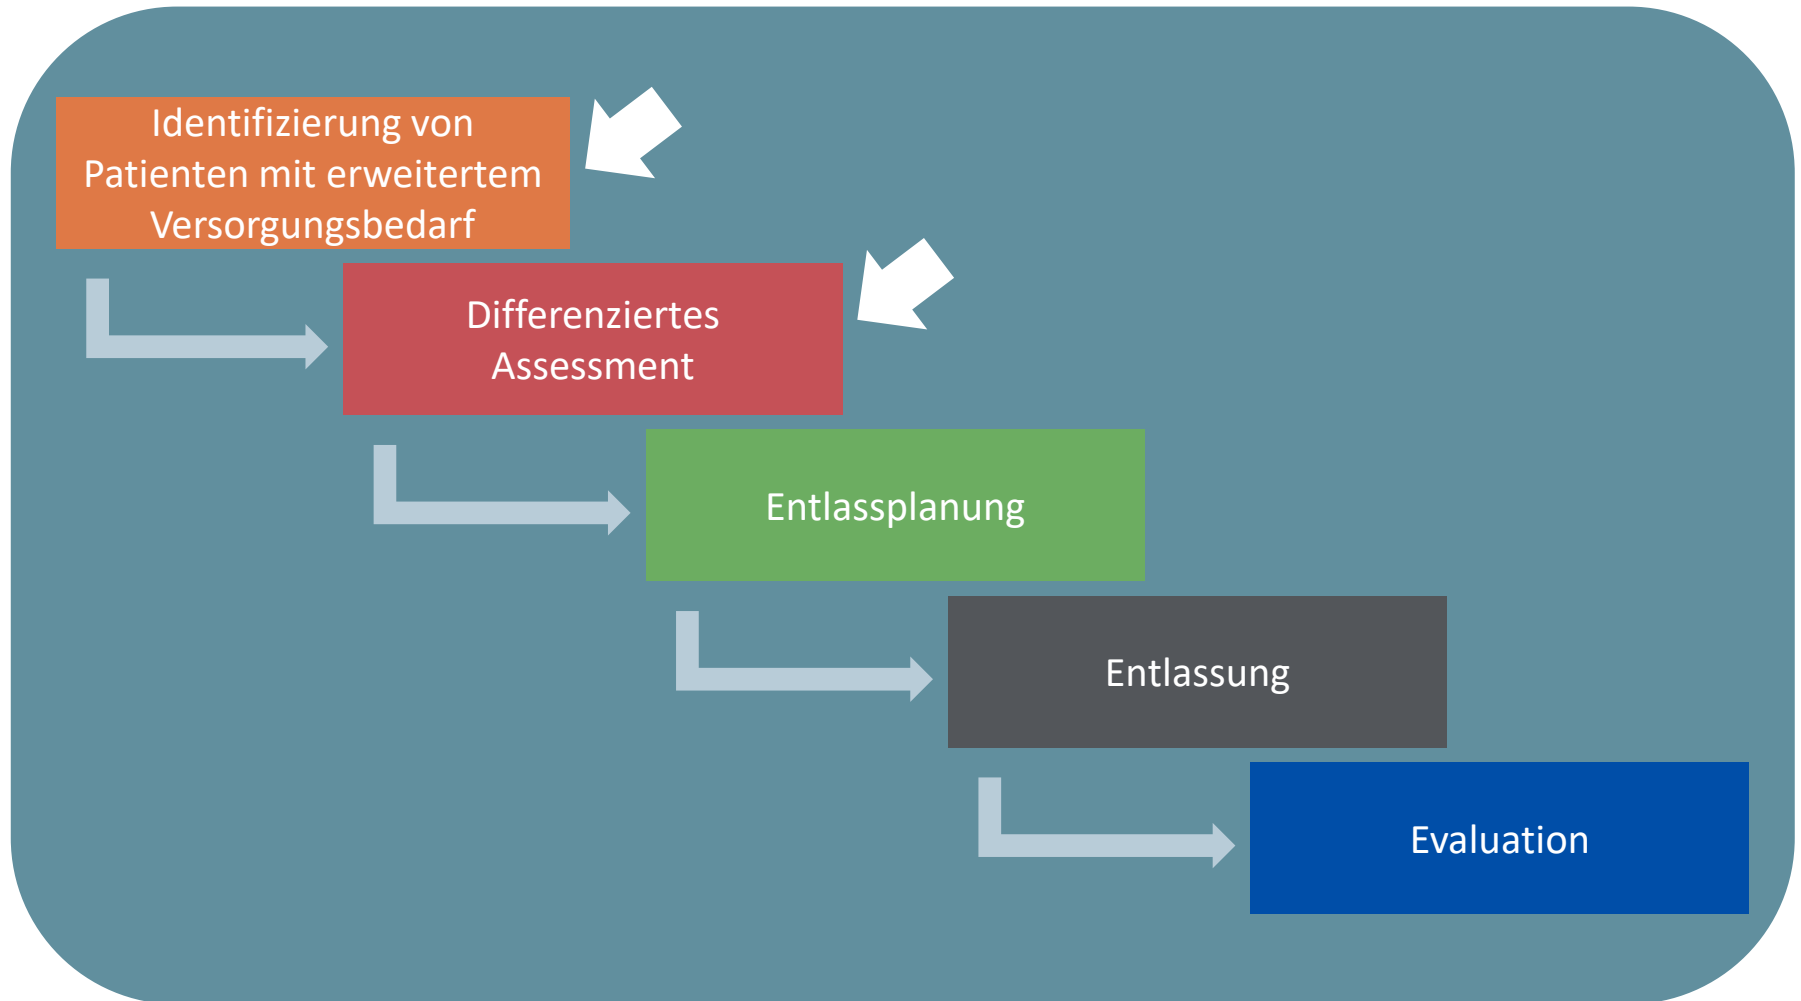 Identifizierung von
Patienten mit erweitertem
Versorgungsbedarf
Differenziertes
Assessment
Entlassplanung
Entlassung
Evaluation